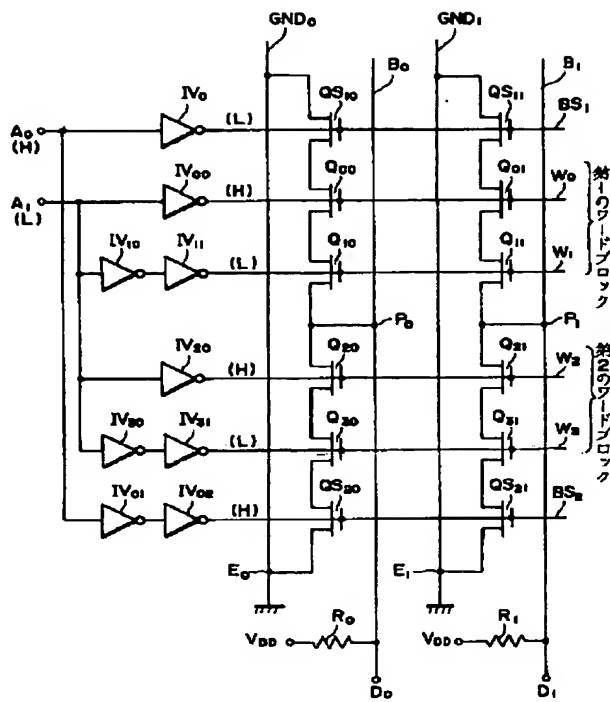 GND₀ GND₁
B₀ B₁
IV₀ (L) QS₁₀ QS₁₁ BS₁
A₀
(H)
IV₀₀ (H) Q₀₀ Q₀₁ W₀
A₁
(L)
IV₁₀ IV₁₁ (L) Q₁₀ Q₁₁ W₁
第1のワードブロック
P₀ P₁
IV₂₀ (H) Q₂₀ Q₂₁ W₂
IV₃₀ IV₃₁ (L) Q₃₀ Q₃₁ W₃
第2のワードブロック
IV₀₁ IV₀₂ (H) QS₂₀ QS₂₁ BS₂
E₀ E₁
R₀ R₁
V_DD V_DD
D₀ D₁